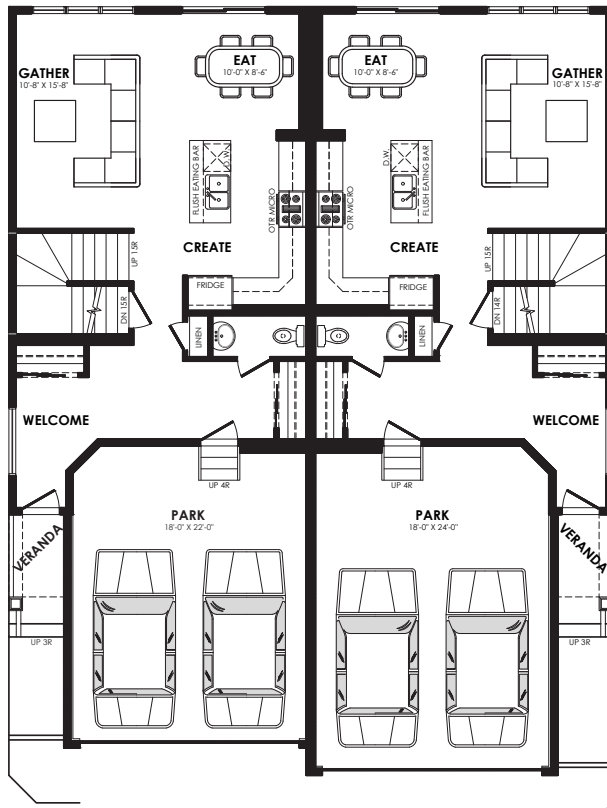 EAT
10'-0" X 8'-6"
EAT
10'-0" X 8'-6"
GATHER
10'-8" X 15'-8"
GATHER
10'-8" X 15'-8"
FLUSH EATING BAR
D.W.
D.W.
FLUSH EATING BAR
OTR MICRO
OTR MICRO
CREATE
CREATE
UP 15R
UP 15R
FRIDGE
FRIDGE
DN 15R
DN 14R
LINEN
LINEN
WELCOME
WELCOME
UP 4R
UP 4R
PARK
18'-0" X 22'-0"
PARK
18'-0" X 24'-0"
VERANDA
VERANDA
UP 3R
UP 3R